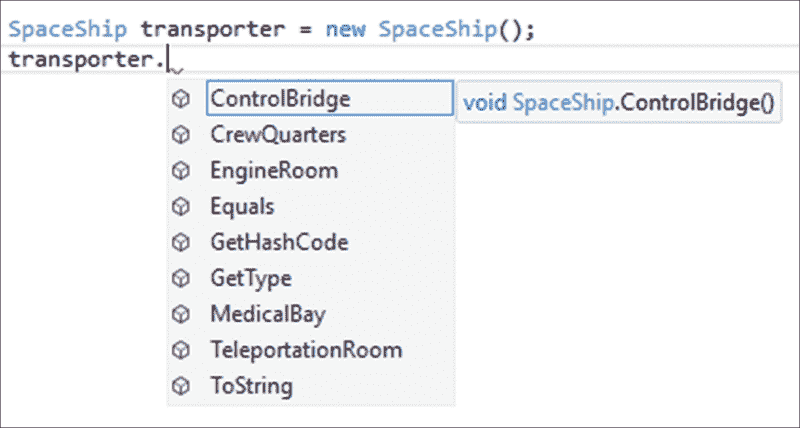 SpaceShip transporter = new SpaceShip();
transporter.
ControlBridge void SpaceShip.ControlBridge()
CrewQuarters
EngineRoom
Equals
GetHashCode
GetType
MedicalBay
TeleportationRoom
ToString